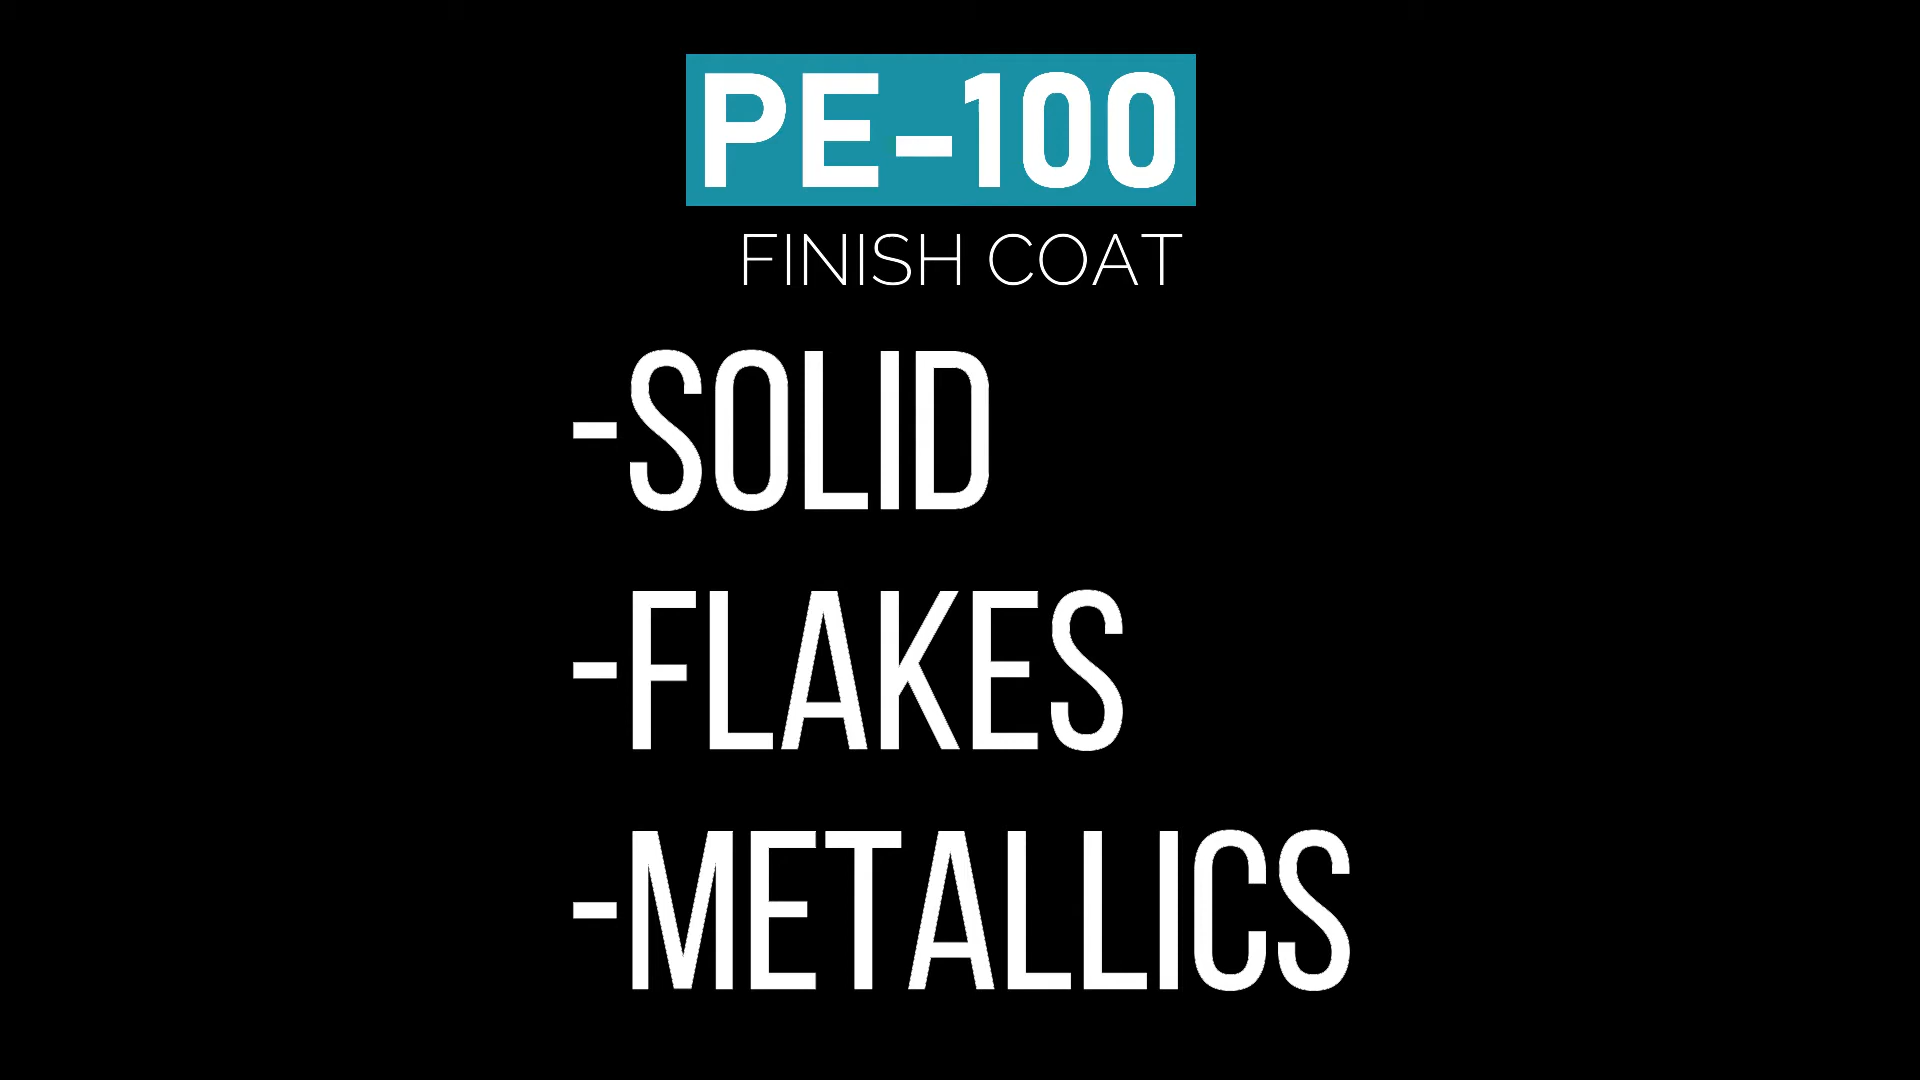 PE-100
FINISH COAT
-SOLID
-FLAKES
-METALLICS